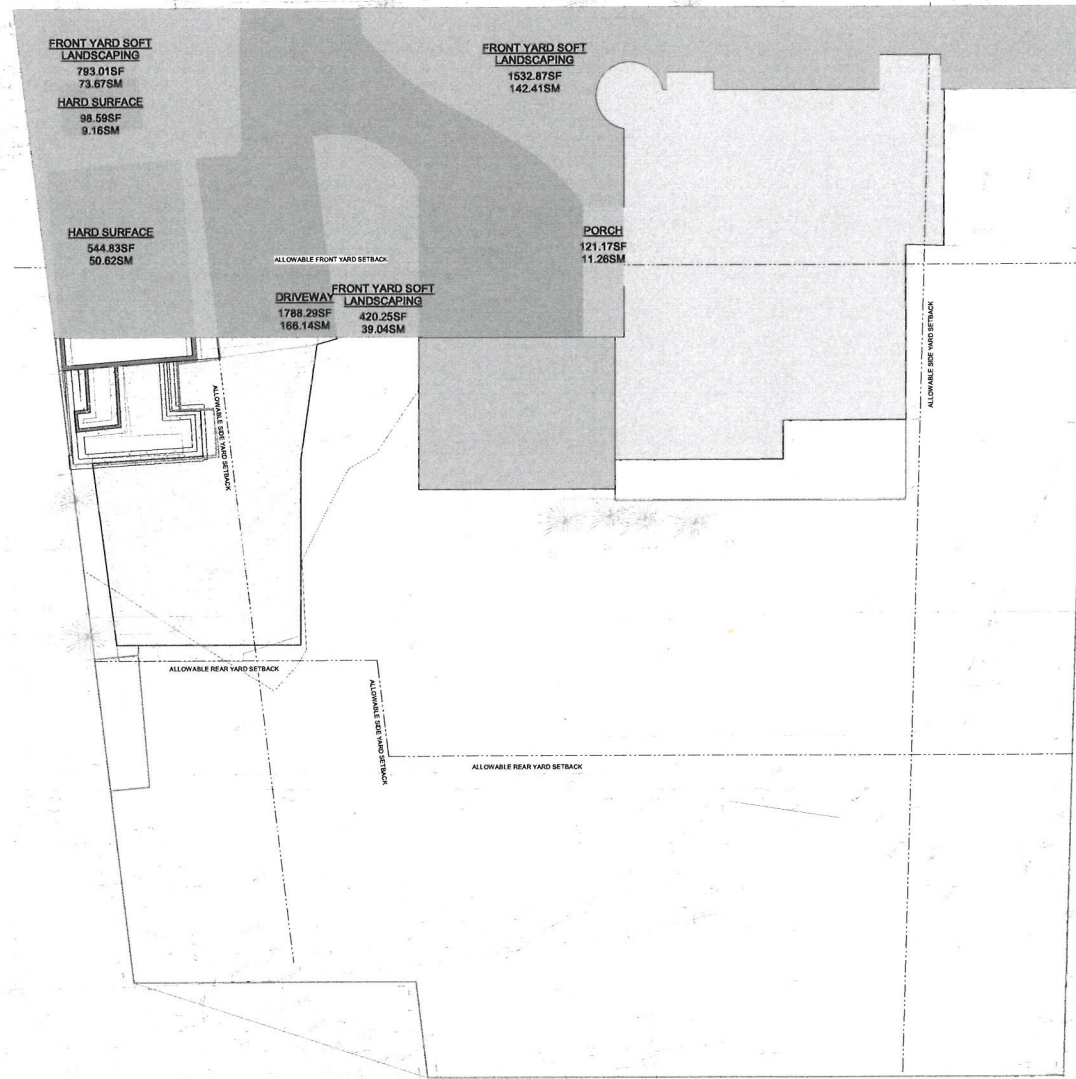 FRONT YARD SOFT
LANDSCAPING
793.01SF
73.67SM
HARD SURFACE
98.59SF
9.16SM
FRONT YARD SOFT
LANDSCAPING
1532.87SF
142.41SM
HARD SURFACE
544.83SF
50.62SM
PORCH
121.17SF
11.26SM
ALLOWABLE FRONT YARD SETBACK
DRIVEWAY
1788.29SF
166.14SM
FRONT YARD SOFT
LANDSCAPING
420.25SF
39.04SM
ALLOWABLE SIDE YARD SETBACK
ALLOWABLE SIDE YARD SETBACK
ALLOWABLE REAR YARD SETBACK
ALLOWABLE SIDE YARD SETBACK
ALLOWABLE REAR YARD SETBACK